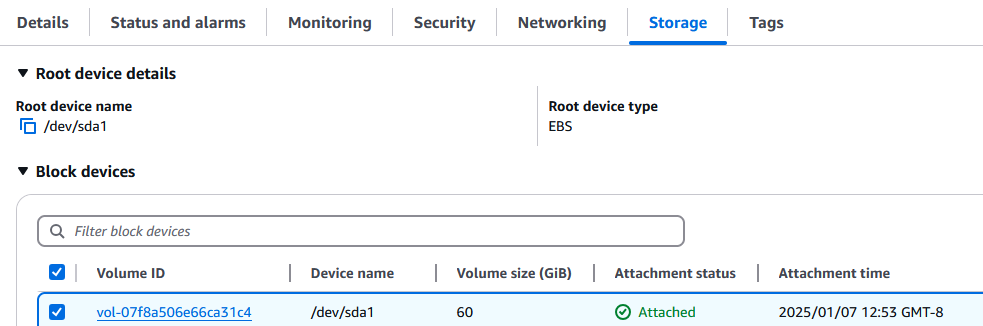 Details Status and alarms Monitoring Security Networking Storage Tags
Root device details
Root device name Root device type
/dev/sda1 EBS
Block devices
Filter block devices
Volume ID Device name Volume size (GiB) Attachment status Attachment time
vol-07f8a506e66ca31c4 /dev/sda1 60 Attached 2025/01/07 12:53 GMT-8